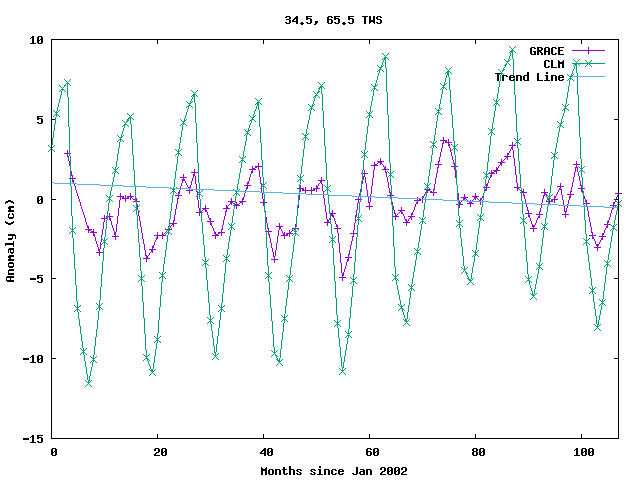 34.5, 65.5 TWS
GRACE
CLM
Trend Line
10
5
0
-5
-10
-15
Anomaly (cm)
0 20 40 60 80 100
Months since Jan 2002